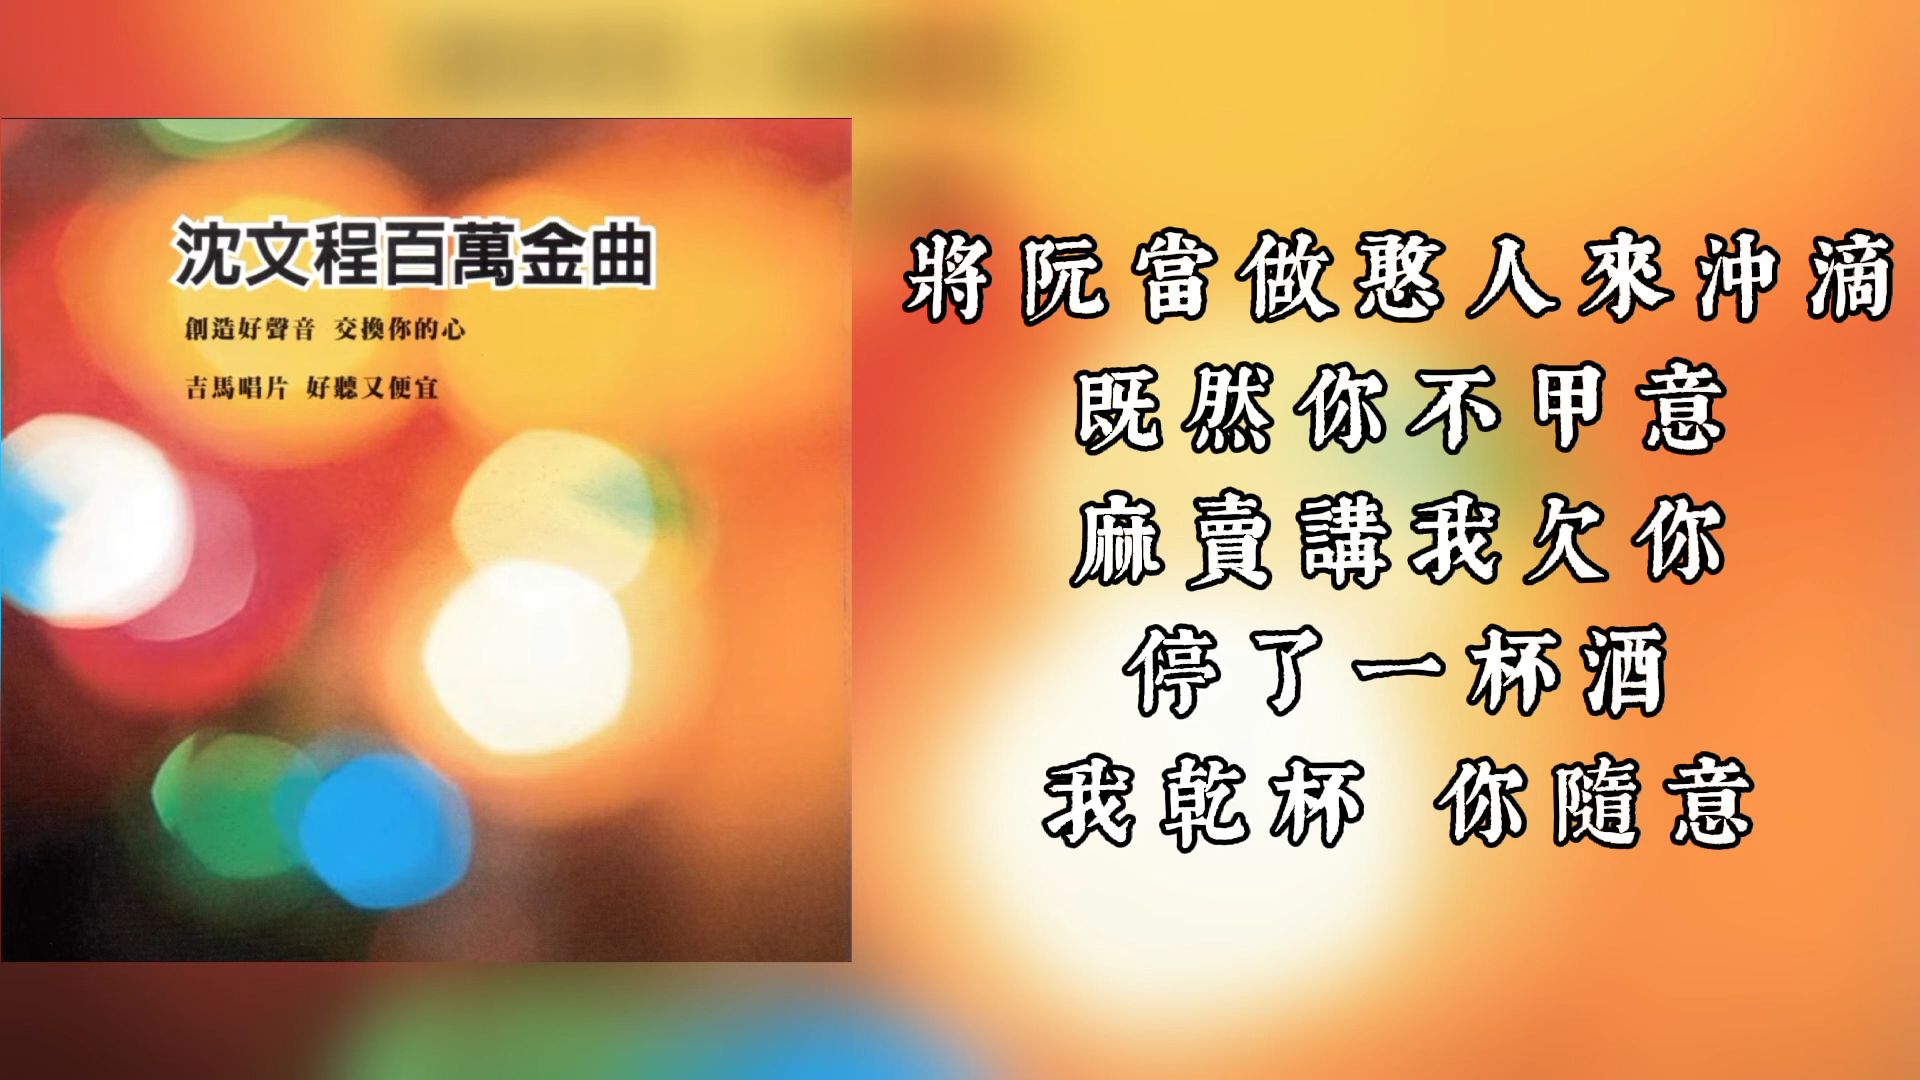 沈文程百萬金曲
創造好聲音 交換你的心
吉馬唱片 好聽又便宜
將阮當做憨人來沖滴
既然你不甲意
麻賣講我欠你
停了一杯酒
我乾杯 你隨意